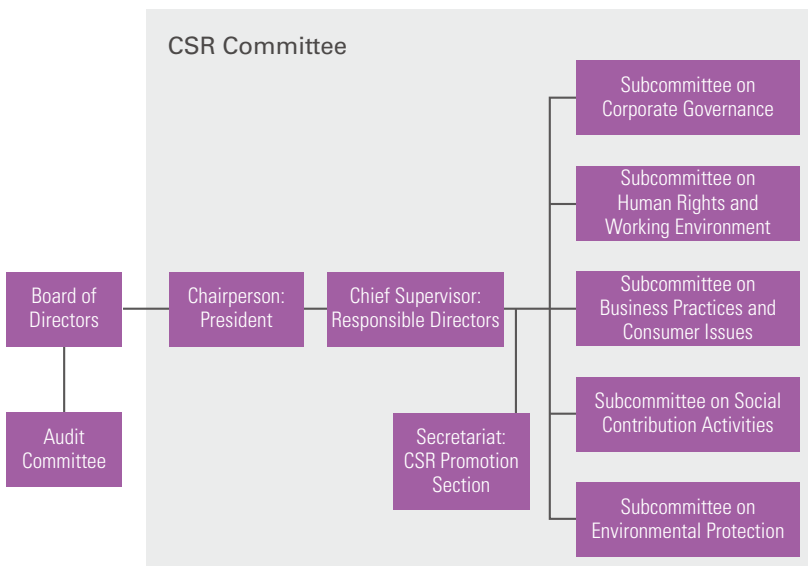 CSR Committee
Board of
Directors
Audit
Committee
Chairperson:
President
Chief Supervisor:
Responsible Directors
Secretariat:
CSR Promotion
Section
Subcommittee on
Corporate Governance
Subcommittee on
Human Rights and
Working Environment
Subcommittee on
Business Practices and
Consumer Issues
Subcommittee on Social
Contribution Activities
Subcommittee on
Environmental Protection